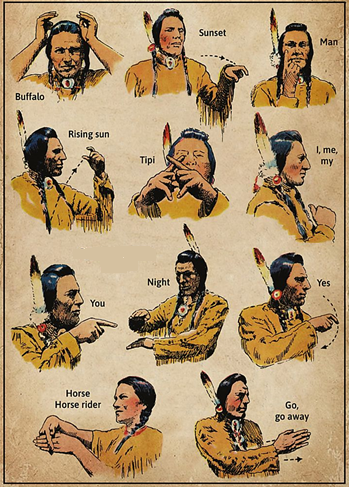 Buffalo
Sunset
Man
Rising sun
Tipi
I, me,
my
You
Night
Yes
Horse
Horse rider
Go,
go away